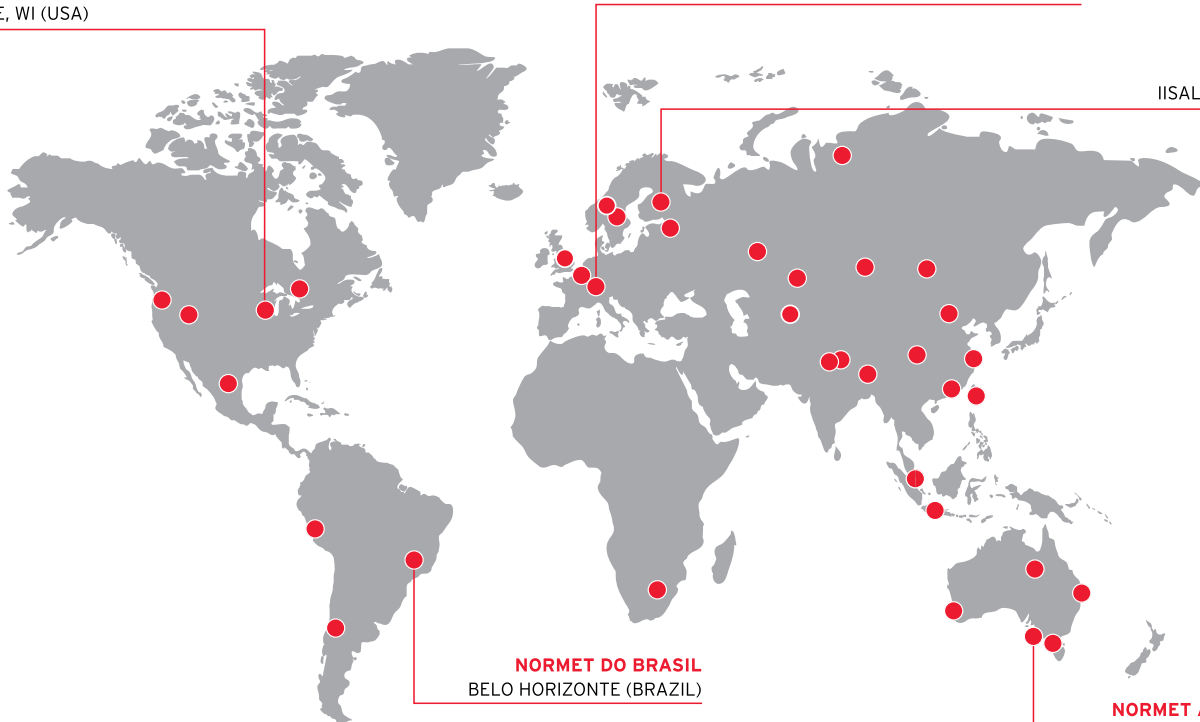 E, WI (USA)
IISAL
NORMET DO BRASIL
BELO HORIZONTE (BRAZIL)
NORMET A